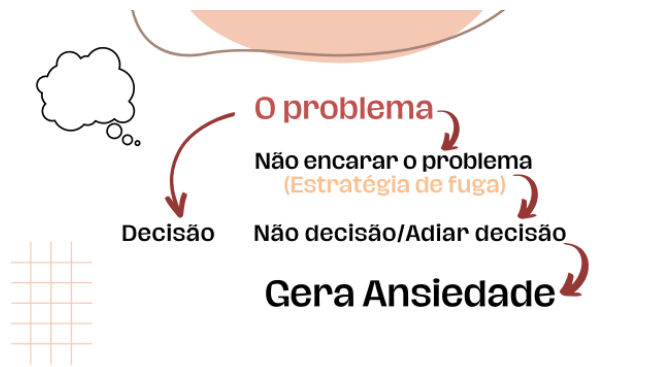 O problema
Não encarar o problema
(Estratégia de fuga)
Decisão
Não decisão/Adiar decisão
Gera Ansiedade